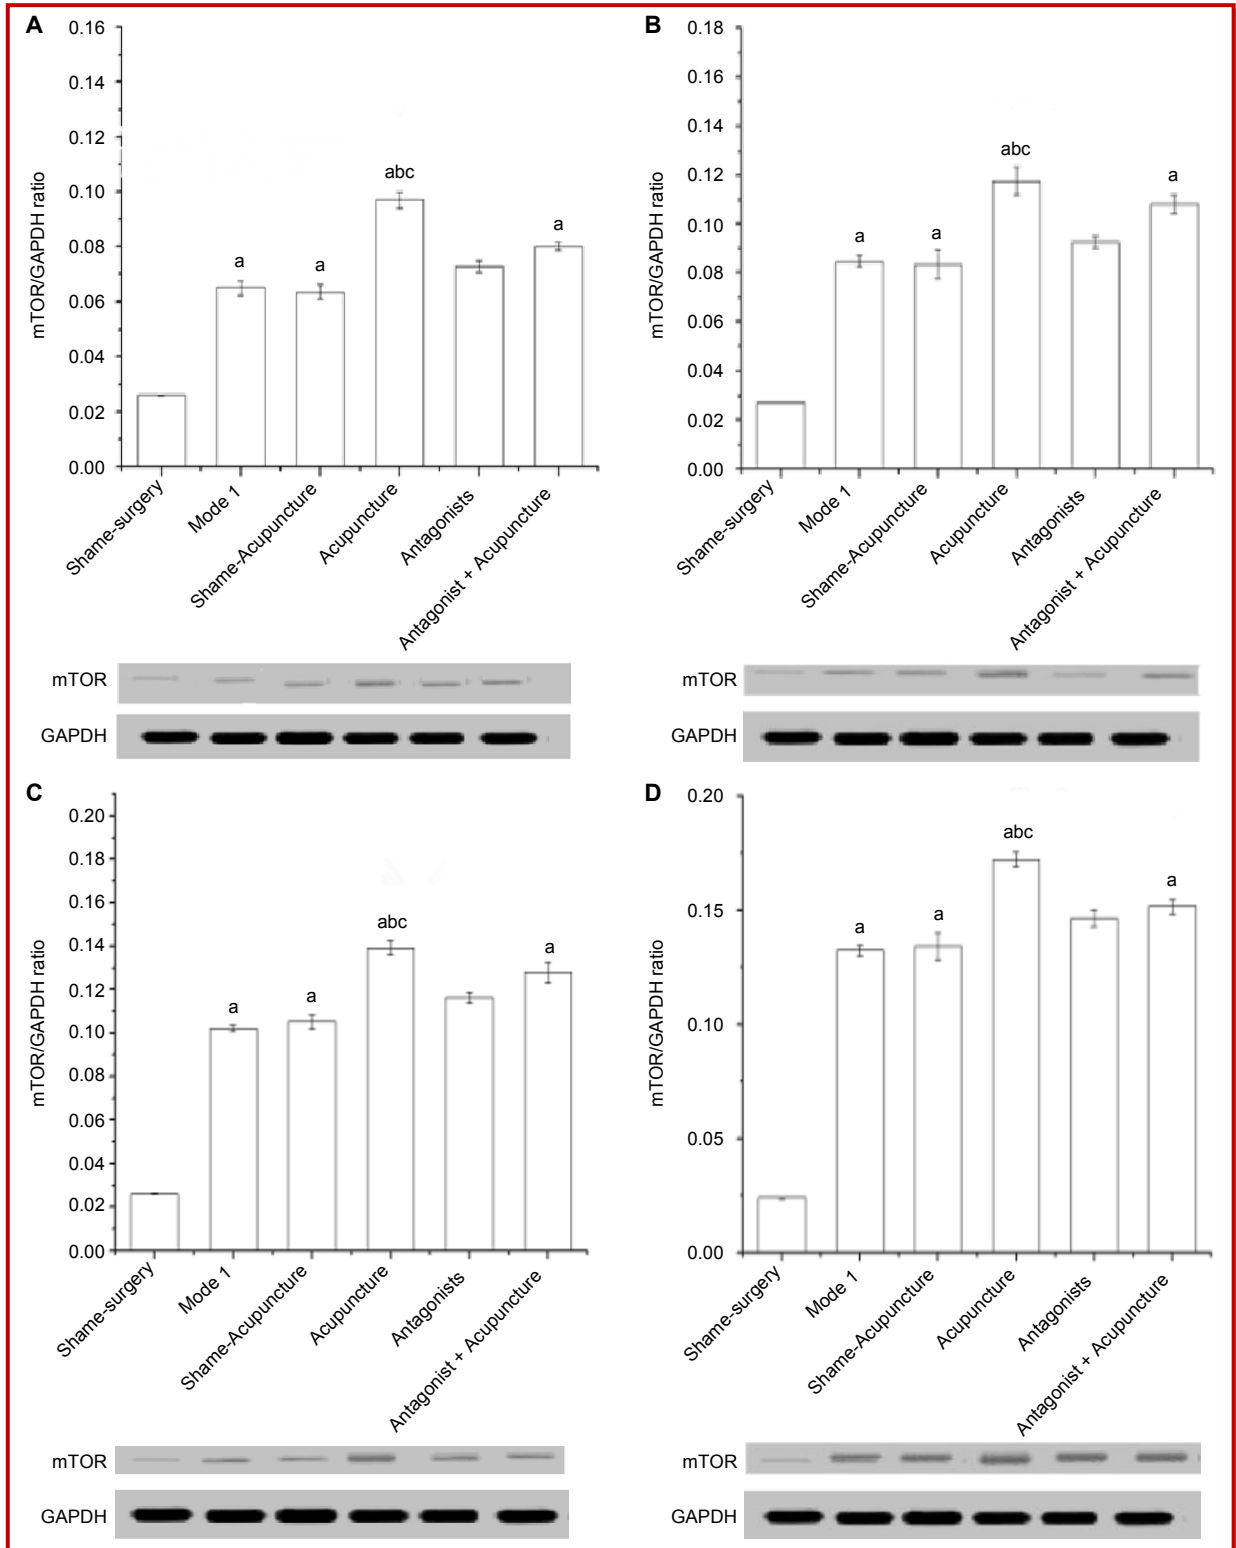 A
mTOR/GAPDH ratio
0.16
0.14
0.12
0.10
0.08
0.06
0.04
0.02
0.00
a
a
abc
a
Shame-surgery
Mode 1
Shame-Acupuncture
Acupuncture
Antagonists
Antagonist + Acupuncture
mTOR
GAPDH
B
mTOR/GAPDH ratio
0.18
0.16
0.14
0.12
0.10
0.08
0.06
0.04
0.02
0.00
a
a
abc
a
Shame-surgery
Mode 1
Shame-Acupuncture
Acupuncture
Antagonists
Antagonist + Acupuncture
mTOR
GAPDH
C
mTOR/GAPDH ratio
0.20
0.18
0.16
0.14
0.12
0.10
0.08
0.06
0.04
0.02
0.00
a
a
abc
a
Shame-surgery
Mode 1
Shame-Acupuncture
Acupuncture
Antagonists
Antagonist + Acupuncture
mTOR
GAPDH
D
mTOR/GAPDH ratio
0.20
0.15
0.10
0.05
0.00
a
a
abc
a
Shame-surgery
Mode 1
Shame-Acupuncture
Acupuncture
Antagonists
Antagonist + Acupuncture
mTOR
GAPDH